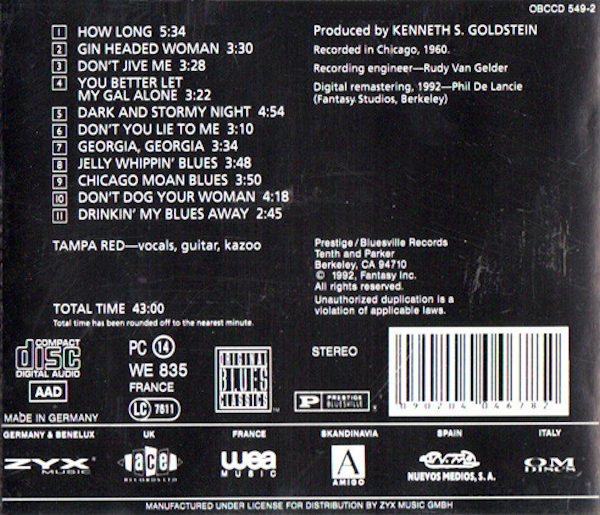 OBCCD 549-2
1 HOW LONG 5:34
2 GIN HEADED WOMAN 3:30
3 DON'T JIVE ME 3:28
4 YOU BETTER LET
MY GAL ALONE 3:22
5 DARK AND STORMY NIGHT 4:54
6 DON'T YOU LIE TO ME 3:10
7 GEORGIA, GEORGIA 3:34
8 JELLY WHIPPIN' BLUES 3:48
9 CHICAGO MOAN BLUES 3:50
10 DON'T DOG YOUR WOMAN 4:18
11 DRINKIN' MY BLUES AWAY 2:45
TAMPA RED—vocals, guitar, kazoo
TOTAL TIME 43:00
Total time has been rounded off to the nearest minute.
Produced by KENNETH S. GOLDSTEIN
Recorded in Chicago, 1960.
Recording engineer—Rudy Van Gelder
Digital remastering, 1992—Phil De Lancie
(Fantasy Studios, Berkeley)
Prestige/Bluesville Records
Tenth and Parker
Berkeley, CA 94710
© 1992, Fantasy Inc.
All rights reserved.
Unauthorized duplication is a
violation of applicable laws.
COMPACT
disc
DIGITAL AUDIO
AAD
MADE IN GERMANY
PC 14
WE 835
FRANCE
LC 7611
ORIGINAL
BLUES
CLASSICS
TM
STEREO
P PRESTIGE
BLUESVILLE
0 90204 046782
GERMANY & BENELUX
ZYX
MUSIC
UK
ace
RECORDS LTD
FRANCE
wea
MUSIC
SKANDINAVIA
A
AMIGO
SPAIN
NUEVOS MEDIOS, S.A.
ITALY
OM
DISCS
MANUFACTURED UNDER LICENSE FOR DISTRIBUTION BY ZYX MUSIC GMBH